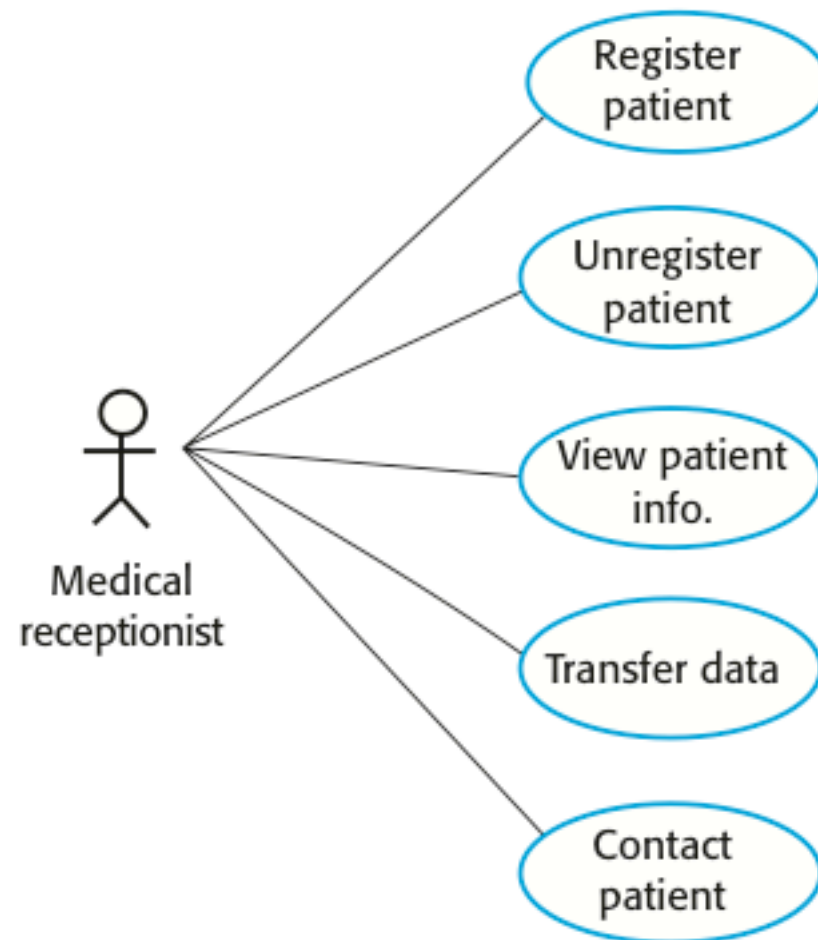 Register
patient
Unregister
patient
View patient
info.
Medical
receptionist
Transfer data
Contact
patient